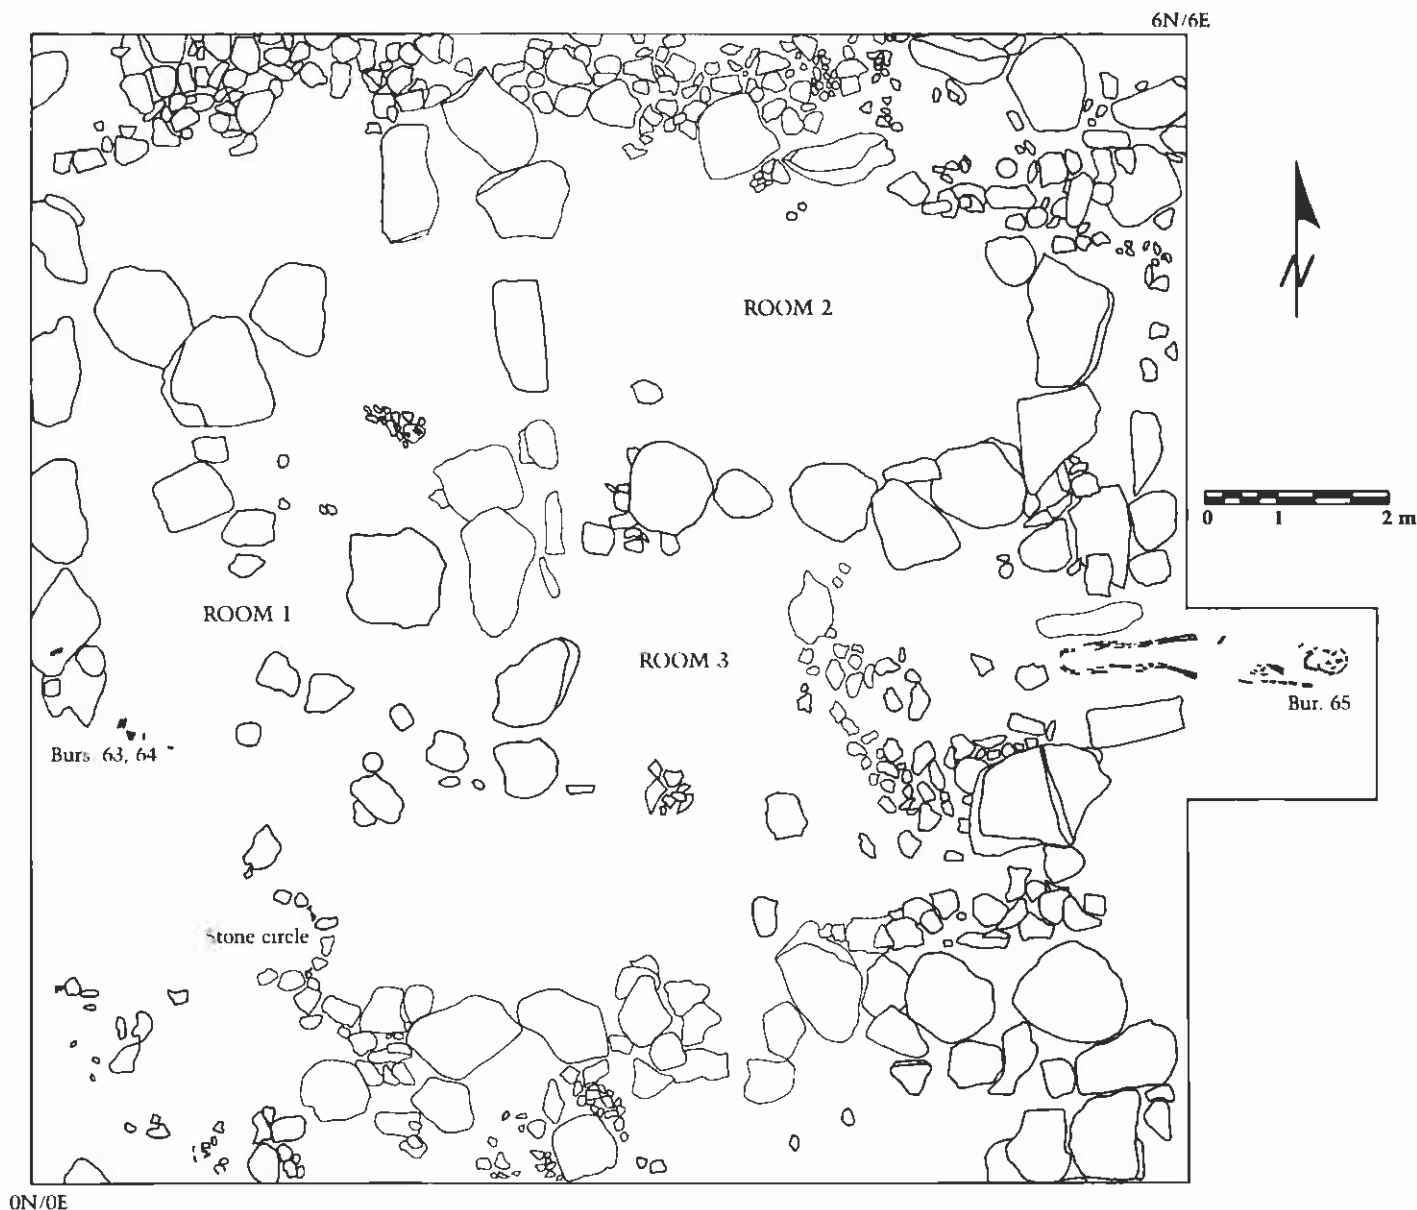 6N/6E
ROOM 2
N
0 1 2 m
ROOM 1
ROOM 3
Burs 63, 64
Bur. 65
Stone circle
0N/0E